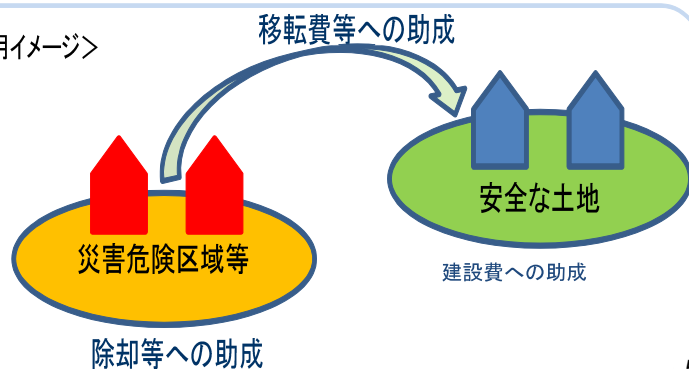 用イメージ＞
移転費等への助成
安全な土地
災害危険区域等
建設費への助成
除却等への助成